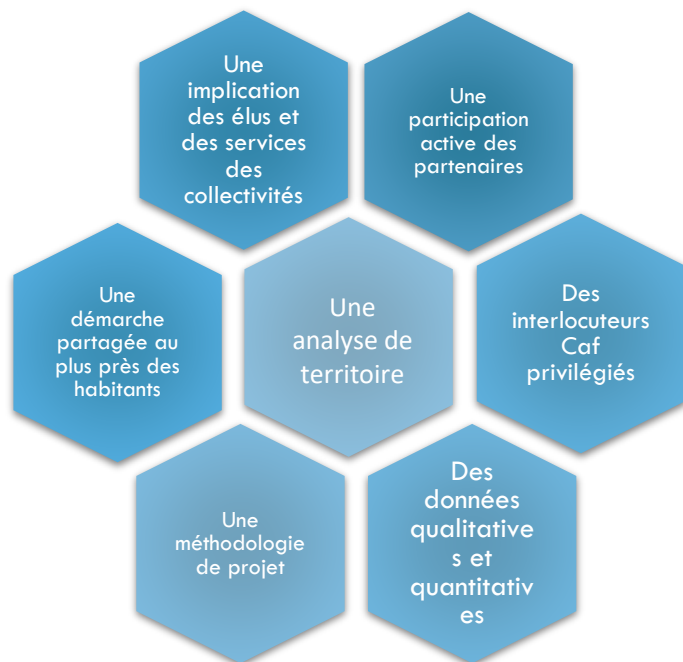 Une
implication
des élus et
des services
des
collectivités
Une
participation
active des
partenaires
Une
démarche
partagée au
plus près des
habitants
Une
analyse de
territoire
Des
interlocuteurs
Caf
privilégiés
Une
méthodologie
de projet
Des
données
qualitative
s et
quantitativ
es